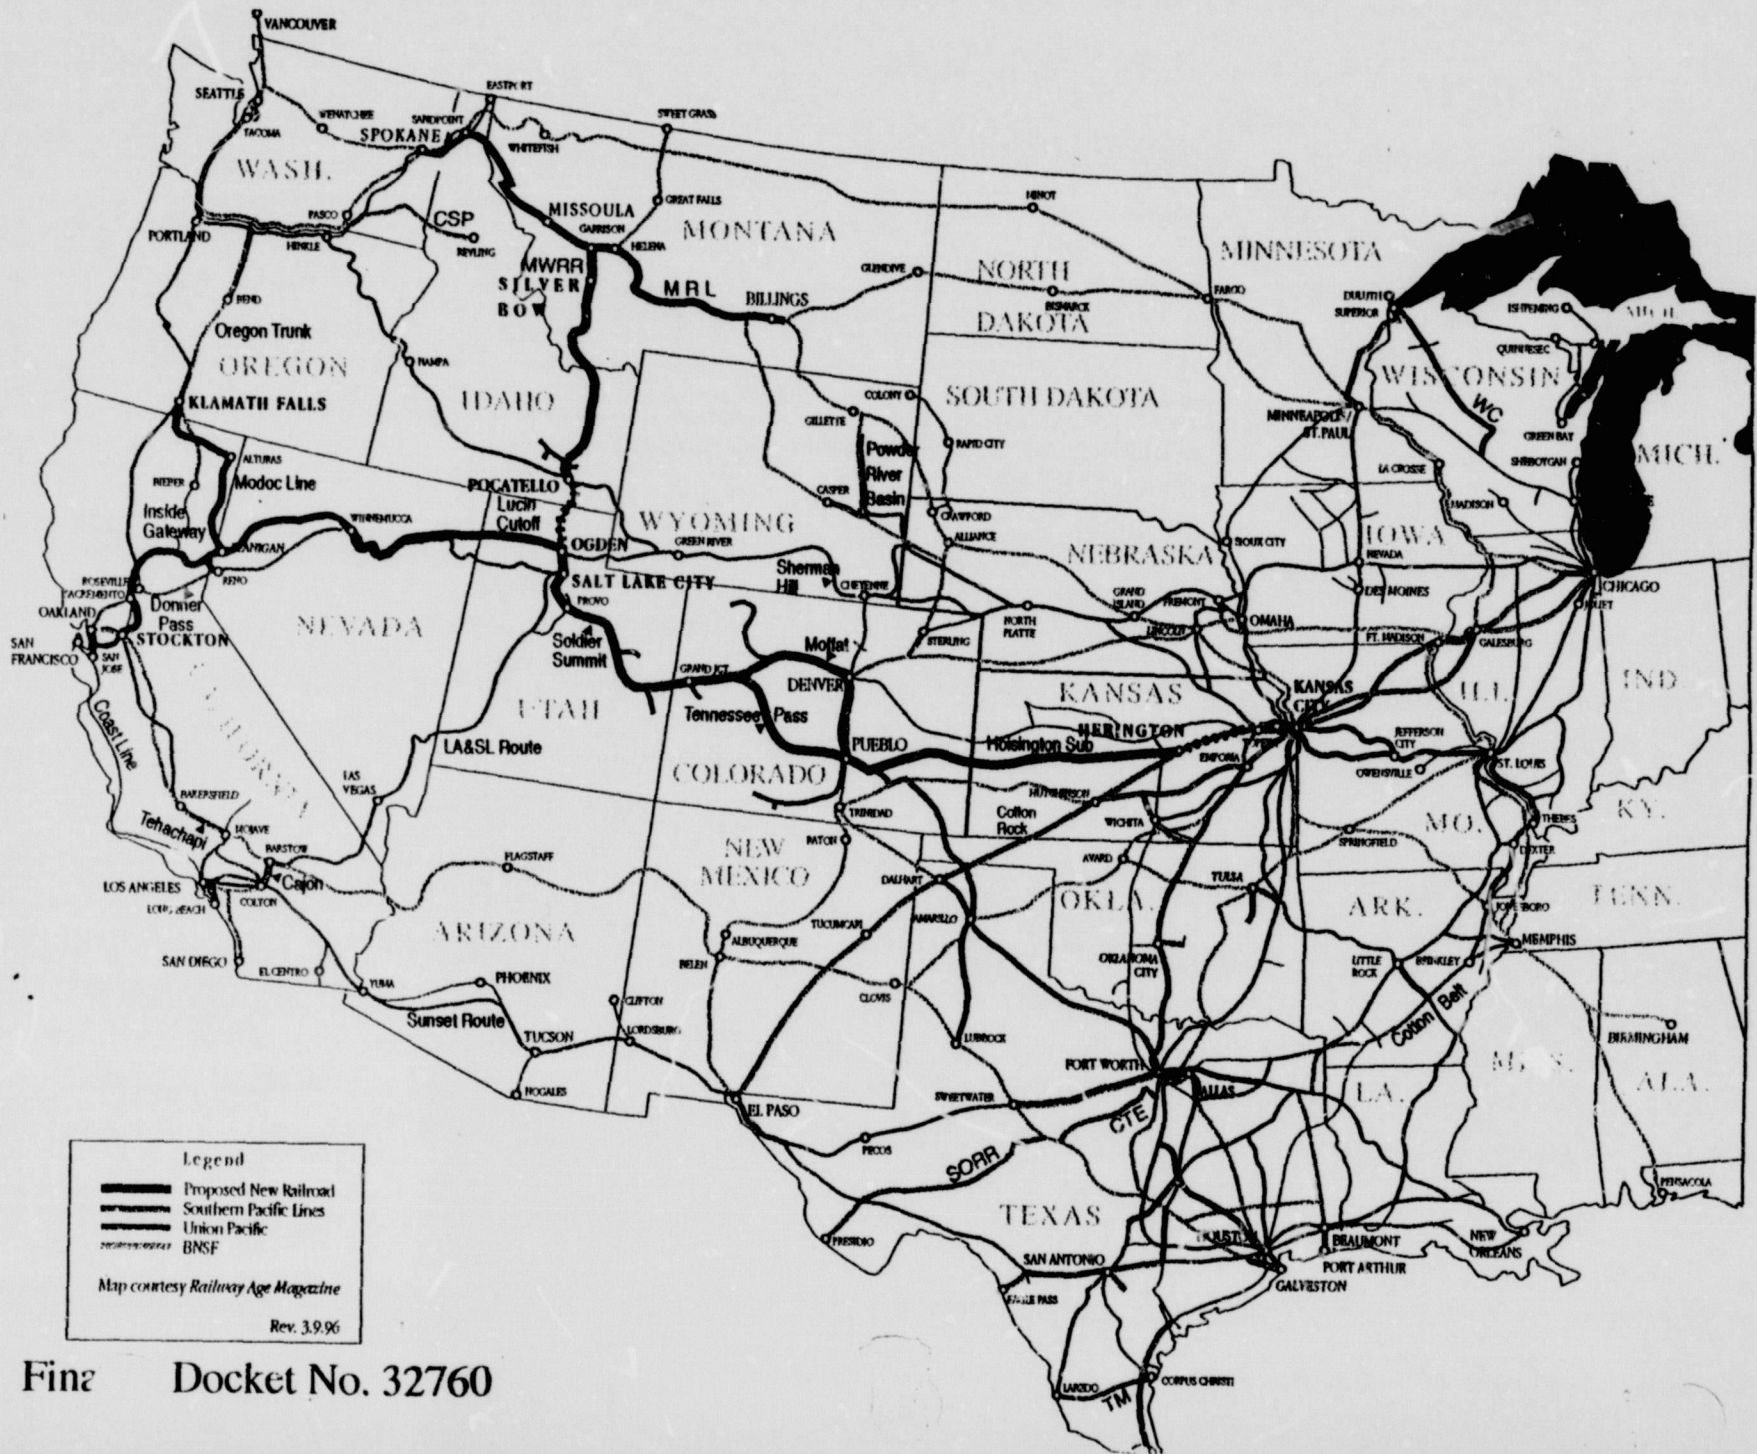 VANCOUVER
SEATTLE
TACOMA
WENATCHEE
SPOKANE
SANDPOINT
EASTPORT
WHITEFISH
SWEET GRASS
WASH.
PASCO
CSP
PORTLAND
HINKLE
MISSOULA
GARRISON
HELENA
GREAT FALLS
MONTANA
MWRR
SILVER
BOW
MRL
BILLINGS
GLENDIVE
MINOT
NORTH
DAKOTA
BISMARCK
FARGO
MINNESOTA
DULUTH
SUPERIOR
BEND
Oregon Trunk
OREGON
NAMPA
IDAHO
KLAMATH FALLS
COLONY
SOUTH DAKOTA
GILLETTE
RAPID CITY
Powder
River
Basin
CASPER
MINNEAPOLIS/
ST. PAUL
WISCONSIN
WC
GREEN BAY
SHEBOYGAN
MICH.
LA CROSSE
MADISON
ALTURAS
Modoc Line
BIEBER
Inside
Gateway
POCATELLO
Lucin
Cutoff
WYOMING
CRAWFORD
ALLIANCE
NEBRASKA
SIOUX CITY
IOWA
NEVADA
DES MOINES
WINNEMUCCA
OGDEN
GREEN RIVER
Sherman
Hill
CHEYENNE
SALT LAKE CITY
PROVO
RENO
ROSEVILLE
SACRAMENTO
Donner
Pass
OAKLAND
STOCKTON
SAN
FRANCISCO
SAN
JOSE
NEVADA
Soldier
Summit
Moffat
STERLING
NORTH
PLATTE
GRAND
ISLAND
FREMONT
LINCOLN
OMAHA
FT. MADISON
GALESBURG
CHICAGO
JOLIET
UTAH
GRAND JCT
DENVER
Tennessee Pass
KANSAS
KANSAS
CITY
ILL.
IND
Coast Line
LA&SL Route
PUEBLO
HERINGTON
Hoisington Sub
EMPORIA
JEFFERSON
CITY
OWENSVILLE
ST. LOUIS
COLORADO
LAS
VEGAS
BAKERSFIELD
Tehachapi
MOJAVE
BARSTOW
Cajon
HUTCHINSON
Cotton
Rock
WICHITA
TRINIDAD
RATON
MO.
KY.
THEBES
DEXTER
SPRINGFIELD
FLAGSTAFF
NEW
MEXICO
DALHART
AVARD
TULSA
LOS ANGELES
LONG BEACH
COLTON
OKLA.
ARK.
TENN.
ARIZONA
TUCUMCARI
AMARILLO
ALBUQUERQUE
BELEN
SAN DIEGO
EL CENTRO
YUMA
PHOENIX
CLIFTON
CLOVIS
OKLAHOMA
CITY
LITTLE
ROCK
BRINKLEY
MEMPHIS
Sunset Route
TUCSON
LORDSBURG
NOGALES
LUBBOCK
FORT WORTH
Cotton Belt
BIRMINGHAM
ALA.
LA.
SWEETWATER
EL PASO
PECOS
CTE
SORR
PRESIDIO
TEXAS
PENSACOLA
SAN ANTONIO
EAGLE PASS
BEAUMONT
NEW
ORLEANS
PORT ARTHUR
GALVESTON
LAREDO
TM
CORPUS CHRISTI
Legend
Proposed New Railroad
Southern Pacific Lines
Union Pacific
BNSF
Map courtesy Railway Age Magazine
Rev. 3.9.96
Docket No. 32760